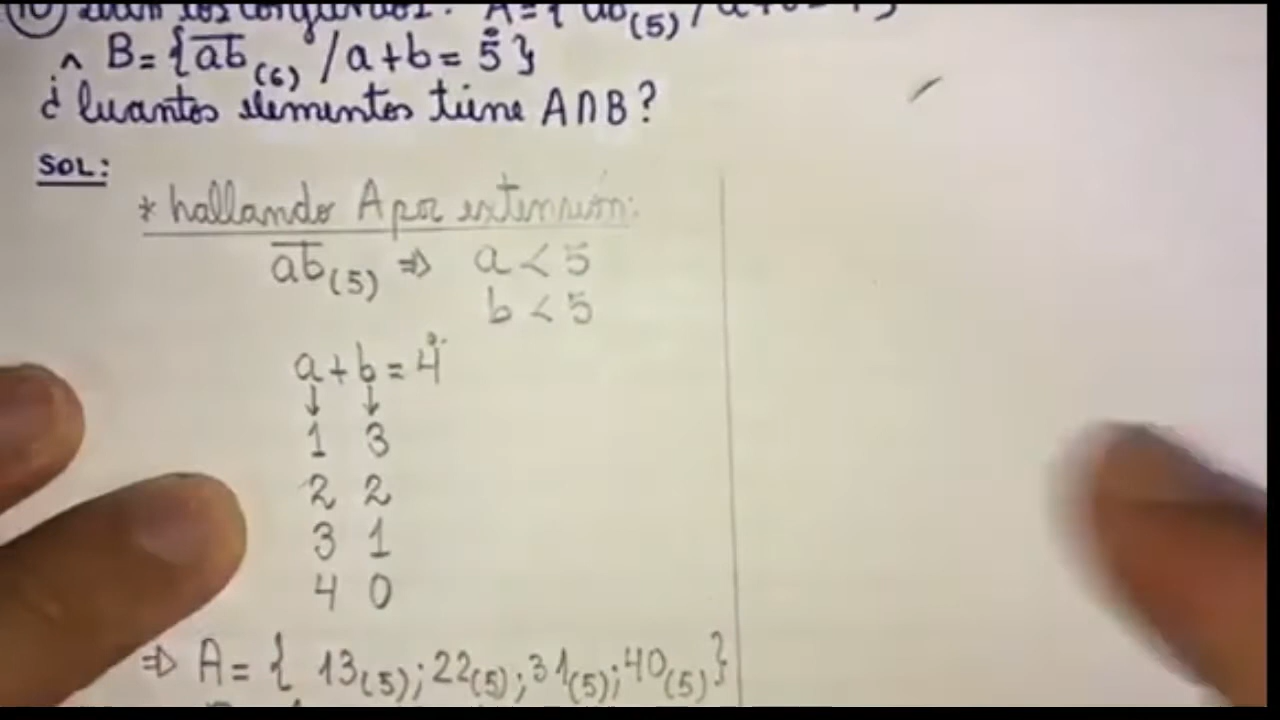 A = { ab(5) / a+b =
^ B = {a̅b̅(6) / a+b = 5̊}
¿Cuantos elementos tiene A∩B?
SOL:
* hallando A por extensión:
a̅b̅(5) ⇒ a < 5
b < 5
a + b = 4̊
↓ ↓
1 3
2 2
3 1
4 0
⇒ A = { 13(5); 22(5); 31(5); 40(5)}